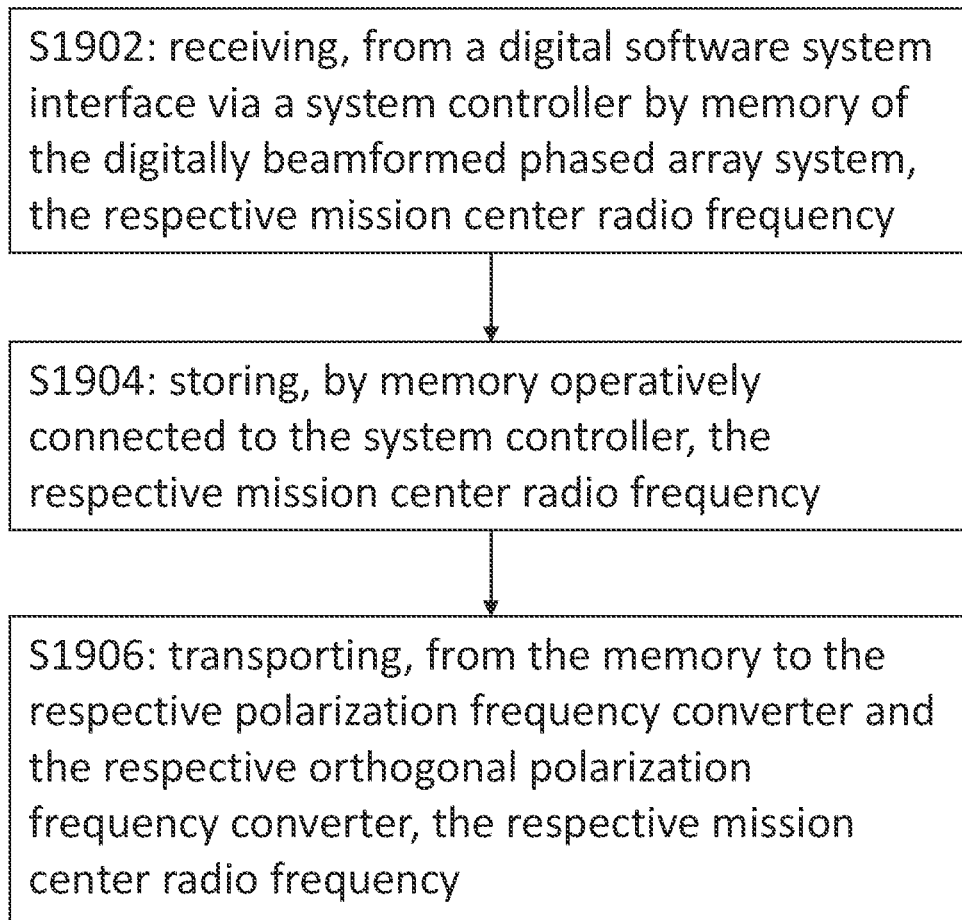 S1902: receiving, from a digital software system
interface via a system controller by memory of
the digitally beamformed phased array system,
the respective mission center radio frequency
S1904: storing, by memory operatively
connected to the system controller, the
respective mission center radio frequency
S1906: transporting, from the memory to the
respective polarization frequency converter and
the respective orthogonal polarization
frequency converter, the respective mission
center radio frequency